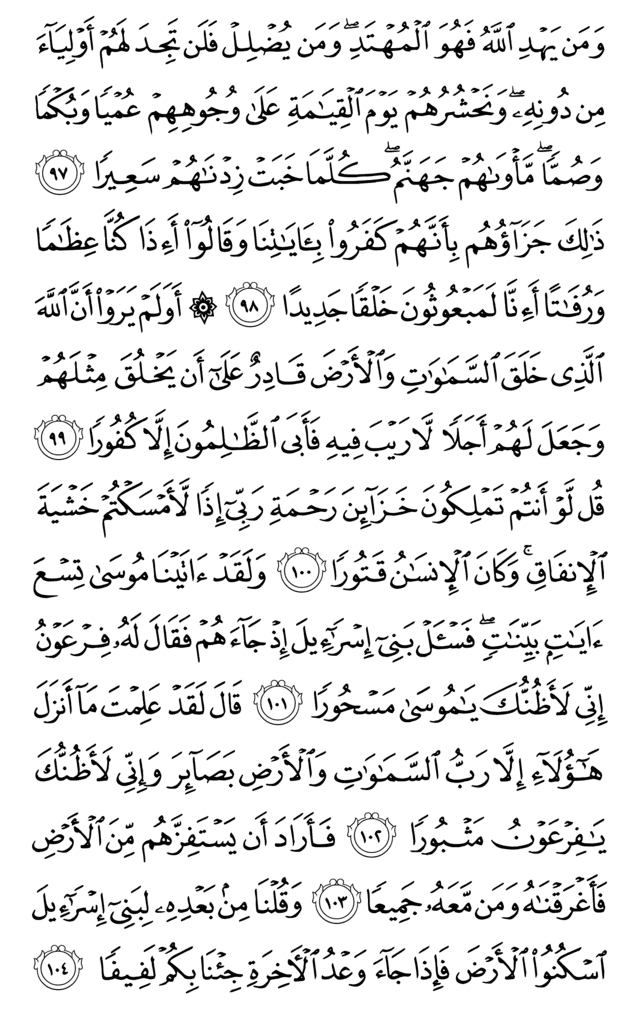 وَمَن يَهْدِ ٱللَّهُ فَهُوَ ٱلْمُهْتَدِۖ وَمَن يُضْلِلْ فَلَن تَجِدَ لَهُمْ أَوْلِيَآءَ
مِن دُونِهِۦۖ وَنَحْشُرُهُمْ يَوْمَ ٱلْقِيَـٰمَةِ عَلَىٰ وُجُوهِهِمْ عُمْيًا وَبُكْمًا
وَصُمًّاۖ مَّأْوَىٰهُمْ جَهَنَّمُۖ كُلَّمَا خَبَتْ زِدْنَـٰهُمْ سَعِيرًا ٩٧
ذَٰلِكَ جَزَآؤُهُم بِأَنَّهُمْ كَفَرُوا۟ بِـَٔايَـٰتِنَا وَقَالُوٓا۟ أَءِذَا كُنَّا عِظَـٰمًا
وَرُفَـٰتًا أَءِنَّا لَمَبْعُوثُونَ خَلْقًا جَدِيدًا ٩٨ ۞ أَوَلَمْ يَرَوْا۟ أَنَّ ٱللَّهَ
ٱلَّذِى خَلَقَ ٱلسَّمَـٰوَٰتِ وَٱلْأَرْضَ قَادِرٌ عَلَىٰٓ أَن يَخْلُقَ مِثْلَهُمْ
وَجَعَلَ لَهُمْ أَجَلًا لَّا رَيْبَ فِيهِ فَأَبَى ٱلظَّـٰلِمُونَ إِلَّا كُفُورًا ٩٩
قُل لَّوْ أَنتُمْ تَمْلِكُونَ خَزَآئِنَ رَحْمَةِ رَبِّىٓ إِذًا لَّأَمْسَكْتُمْ خَشْيَةَ
ٱلْإِنفَاقِۚ وَكَانَ ٱلْإِنسَـٰنُ قَتُورًا ١٠٠ وَلَقَدْ ءَاتَيْنَا مُوسَىٰ تِسْعَ
ءَايَـٰتٍۭ بَيِّنَـٰتٍۖ فَسْـَٔلْ بَنِىٓ إِسْرَٰٓءِيلَ إِذْ جَآءَهُمْ فَقَالَ لَهُۥ فِرْعَوْنُ
إِنِّى لَأَظُنُّكَ يَـٰمُوسَىٰ مَسْحُورًا ١٠١ قَالَ لَقَدْ عَلِمْتَ مَآ أَنزَلَ
هَـٰٓؤُلَآءِ إِلَّا رَبُّ ٱلسَّمَـٰوَٰتِ وَٱلْأَرْضِ بَصَآئِرَ وَإِنِّى لَأَظُنُّكَ
يَـٰفِرْعَوْنُ مَثْبُورًا ١٠٢ فَأَرَادَ أَن يَسْتَفِزَّهُم مِّنَ ٱلْأَرْضِ
فَأَغْرَقْنَـٰهُ وَمَن مَّعَهُۥ جَمِيعًا ١٠٣ وَقُلْنَا مِنۢ بَعْدِهِۦ لِبَنِىٓ إِسْرَٰٓءِيلَ
ٱسْكُنُوا۟ ٱلْأَرْضَ فَإِذَا جَآءَ وَعْدُ ٱلْـَٔاخِرَةِ جِئْنَا بِكُمْ لَفِيفًا ١٠٤